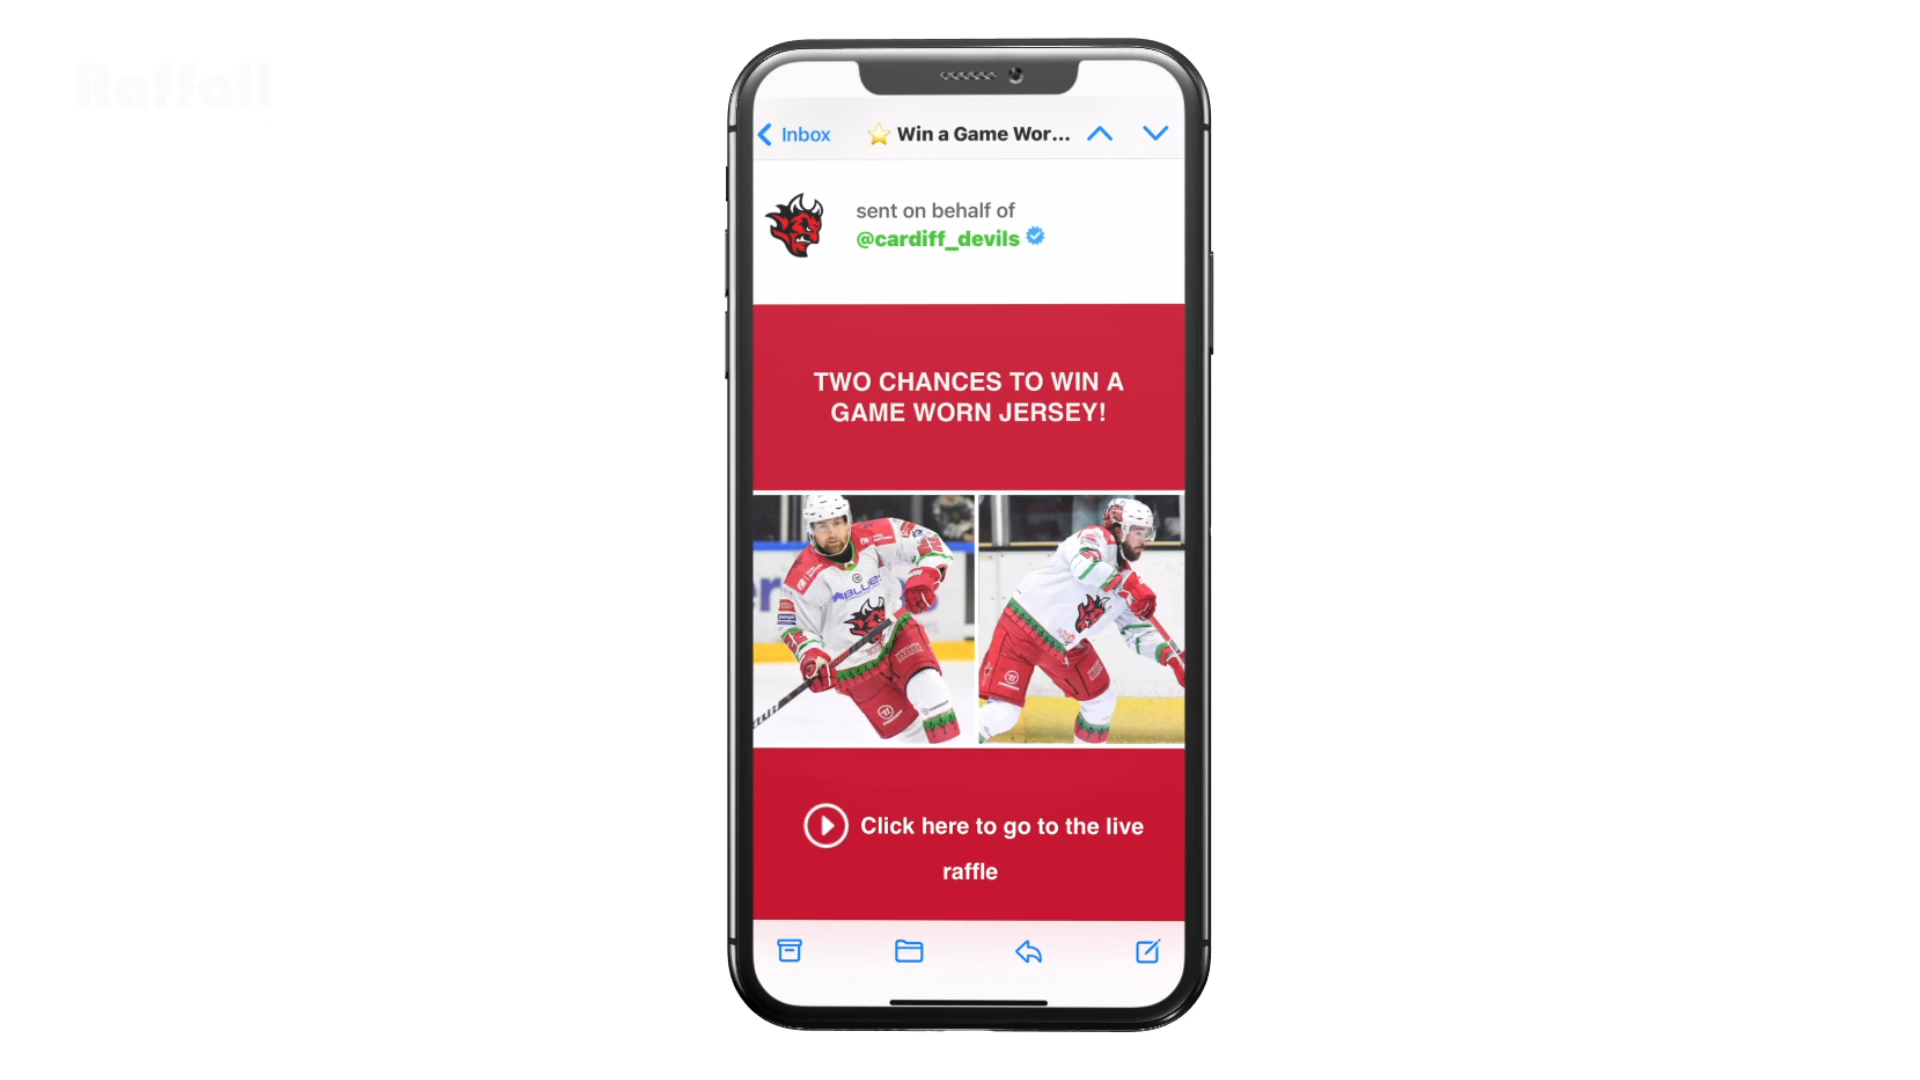 Raffall
Inbox
⭐ Win a Game Wor...
sent on behalf of
@cardiff_devils
TWO CHANCES TO WIN A
GAME WORN JERSEY!
Click here to go to the live
raffle